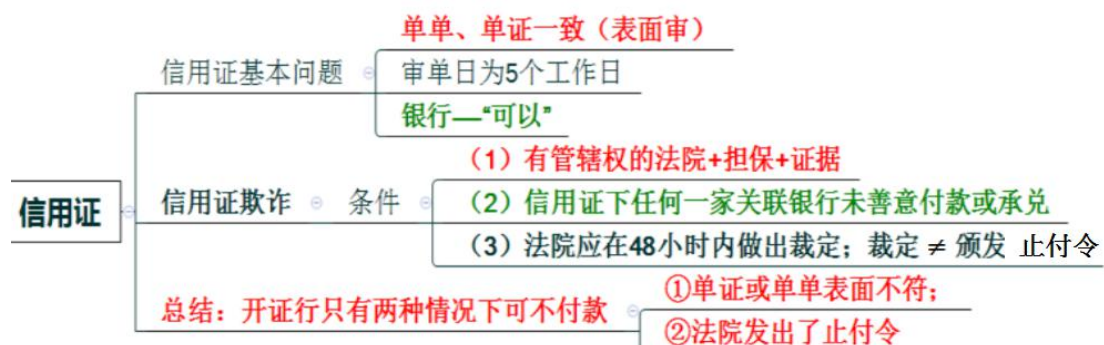 单单、单证一致（表面审）
信用证基本问题
审单日为5个工作日
银行—“可以”
（1）有管辖权的法院+担保+证据
信用证
信用证欺诈
条件
（2）信用证下任何一家关联银行未善意付款或承兑
（3）法院应在48小时内做出裁定；裁定 ≠ 颁发 止付令
总结：开证行只有两种情况下可不付款
①单证或单单表面不符；
②法院发出了止付令